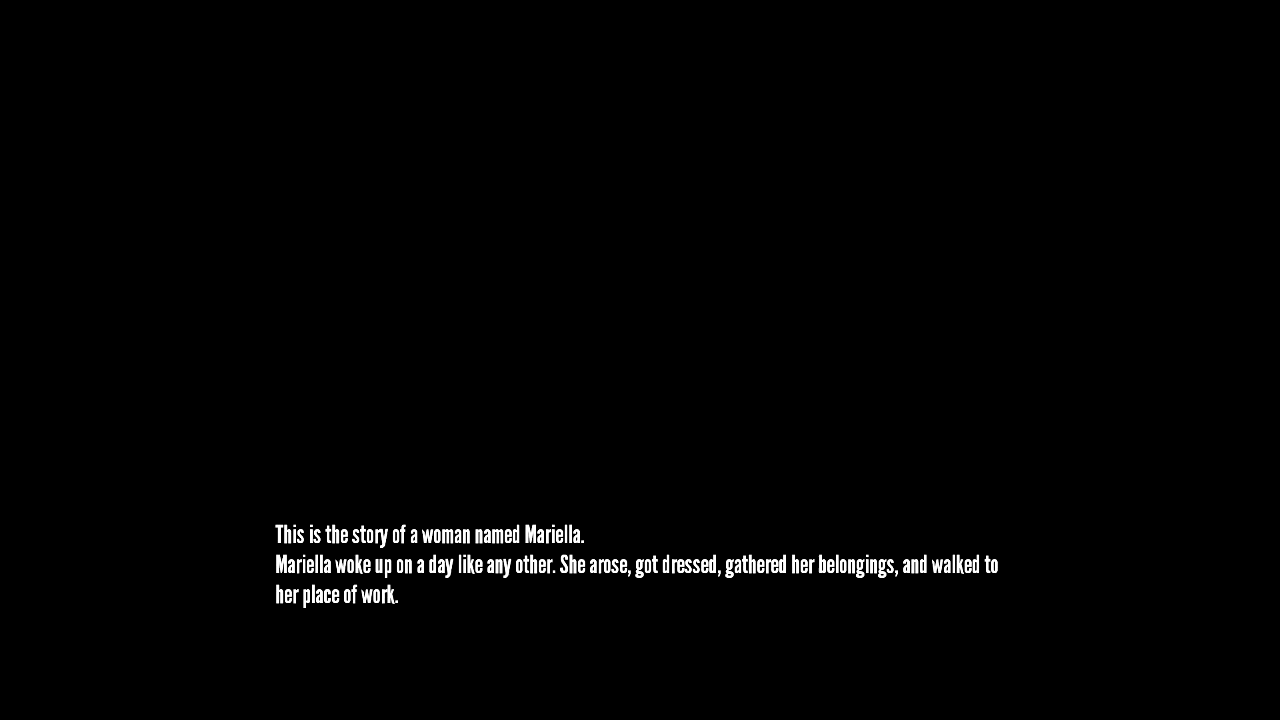 This is the story of a woman named Mariella.
Mariella woke up on a day like any other. She arose, got dressed, gathered her belongings, and walked to
her place of work.